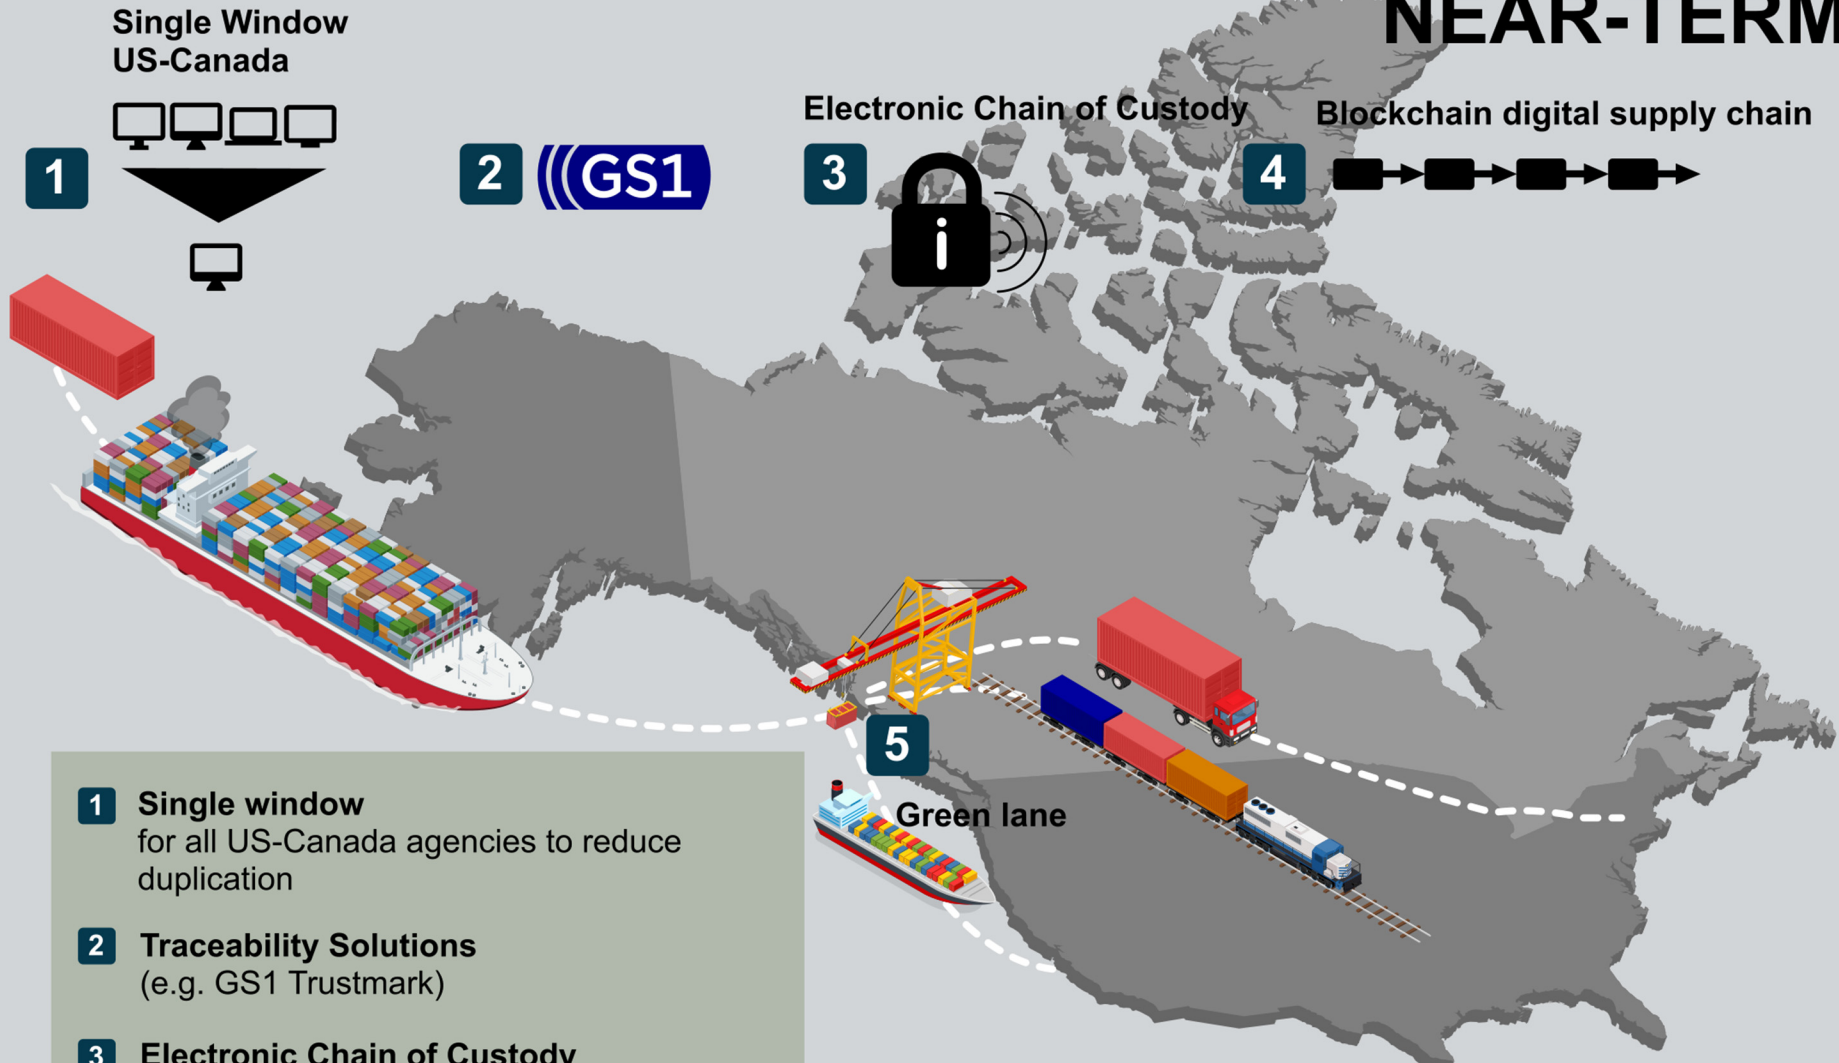 NEAR-TERM
Single Window
US-Canada
Electronic Chain of Custody
Blockchain digital supply chain
1
2
GS1
3
i
4
5
Green lane
1 Single window
for all US-Canada agencies to reduce
duplication
2 Traceability Solutions
(e.g. GS1 Trustmark)
3 Electronic Chain of Custody